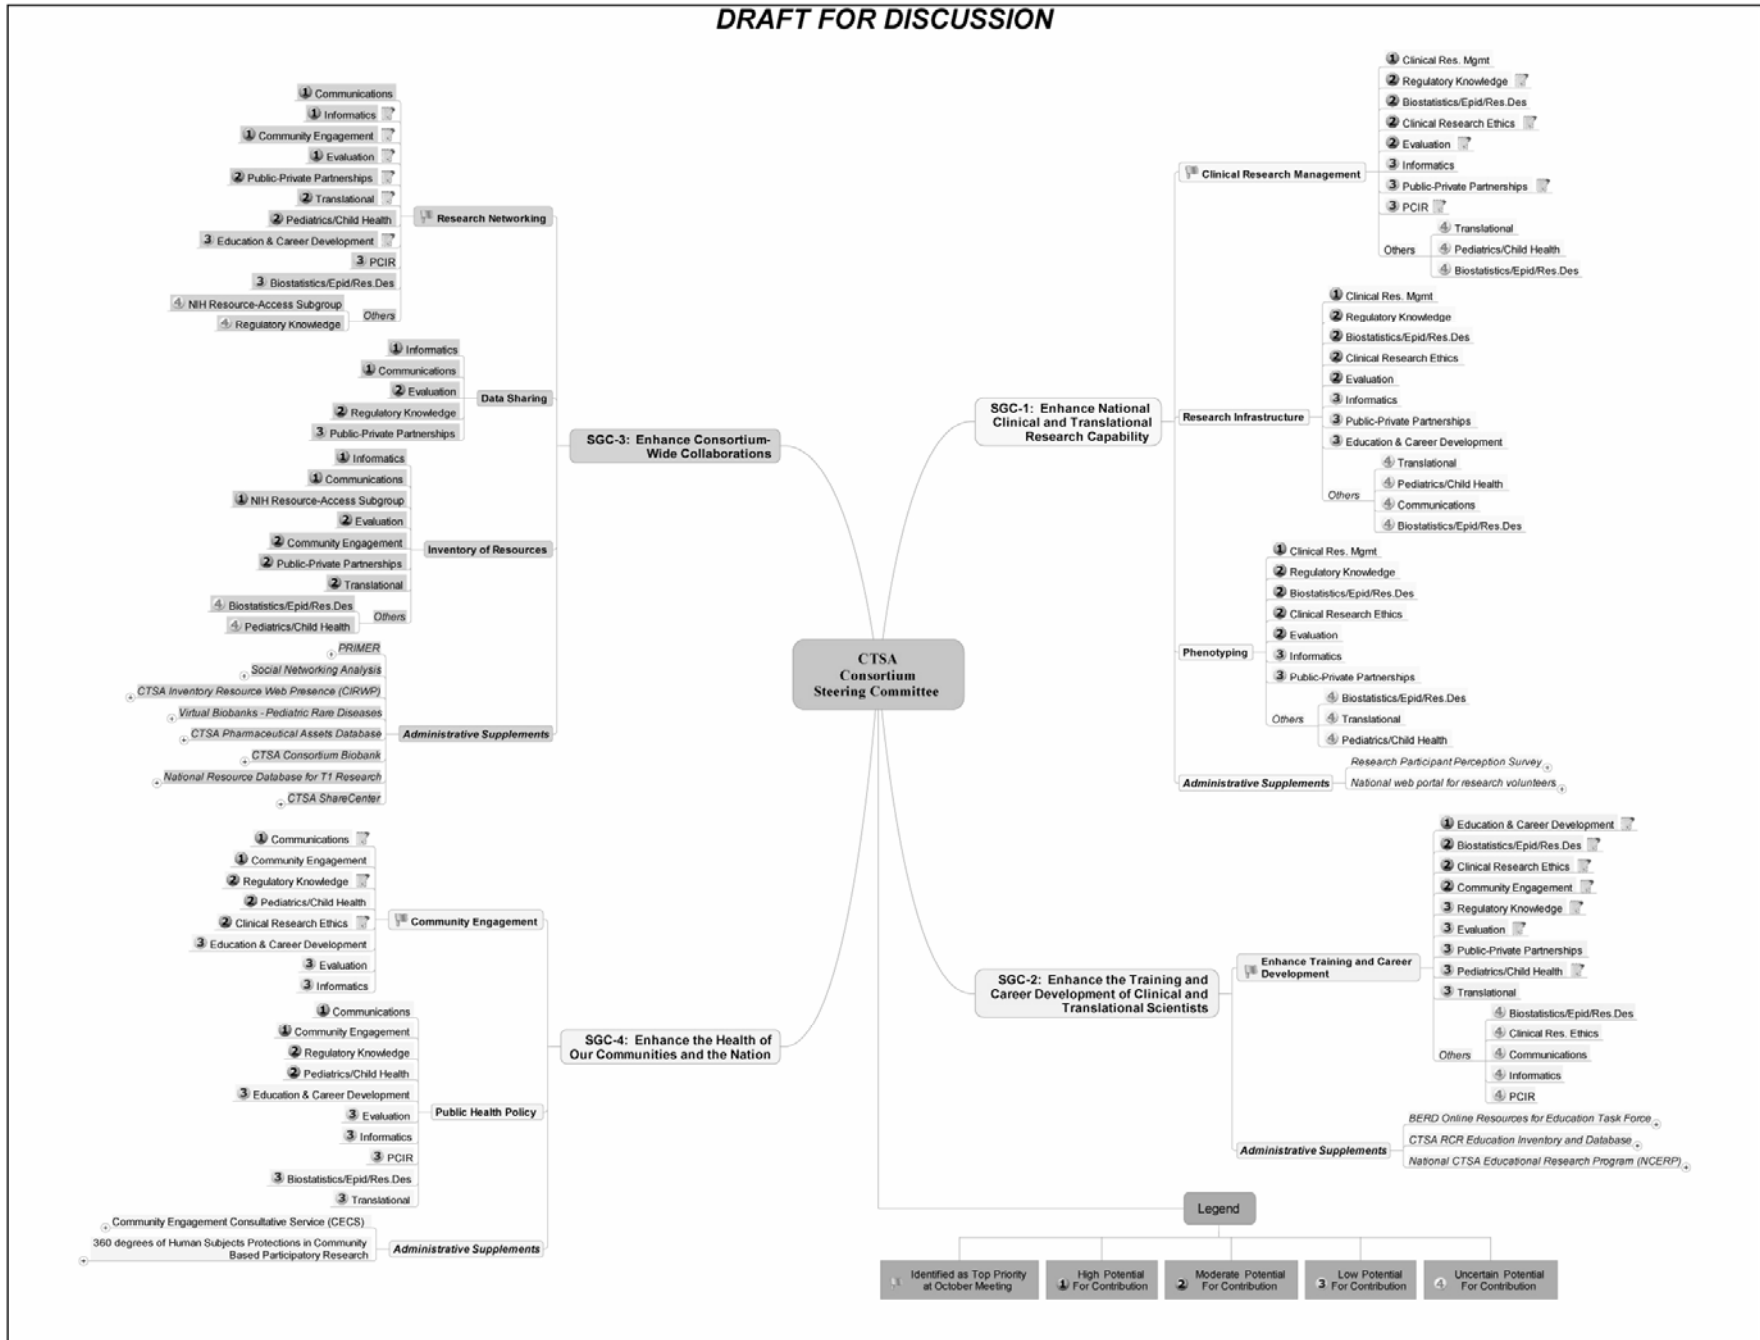 DRAFT FOR DISCUSSION
CTSA
Consortium
Steering Committee
SGC-1: Enhance National
Clinical and Translational
Research Capability
Clinical Research Management
1 Clinical Res. Mgmt
2 Regulatory Knowledge
2 Biostatistics/Epid/Res.Des
2 Clinical Research Ethics
2 Evaluation
3 Informatics
3 Public-Private Partnerships
3 PCIR
Others
4 Translational
4 Pediatrics/Child Health
4 Biostatistics/Epid/Res.Des
Research Infrastructure
1 Clinical Res. Mgmt
2 Regulatory Knowledge
2 Biostatistics/Epid/Res.Des
2 Clinical Research Ethics
2 Evaluation
3 Informatics
3 Public-Private Partnerships
3 Education & Career Development
Others
4 Translational
4 Pediatrics/Child Health
4 Communications
4 Biostatistics/Epid/Res.Des
Phenotyping
1 Clinical Res. Mgmt
2 Regulatory Knowledge
2 Biostatistics/Epid/Res.Des
2 Clinical Research Ethics
2 Evaluation
3 Informatics
3 Public-Private Partnerships
Others
4 Biostatistics/Epid/Res.Des
4 Translational
4 Pediatrics/Child Health
Administrative Supplements
Research Participant Perception Survey
National web portal for research volunteers
SGC-2: Enhance the Training and
Career Development of Clinical and
Translational Scientists
Enhance Training and Career
Development
1 Education & Career Development
2 Biostatistics/Epid/Res.Des
2 Clinical Research Ethics
2 Community Engagement
3 Regulatory Knowledge
3 Evaluation
3 Public-Private Partnerships
3 Pediatrics/Child Health
3 Translational
Others
4 Biostatistics/Epid/Res.Des
4 Clinical Res. Ethics
4 Communications
4 Informatics
4 PCIR
Administrative Supplements
BERD Online Resources for Education Task Force
CTSA RCR Education Inventory and Database
National CTSA Educational Research Program (NCERP)
SGC-3: Enhance Consortium-
Wide Collaborations
Research Networking
1 Communications
1 Informatics
1 Community Engagement
1 Evaluation
2 Public-Private Partnerships
2 Translational
2 Pediatrics/Child Health
3 Education & Career Development
3 PCIR
3 Biostatistics/Epid/Res.Des
Others
4 NIH Resource-Access Subgroup
4 Regulatory Knowledge
Data Sharing
1 Informatics
1 Communications
2 Evaluation
2 Regulatory Knowledge
3 Public-Private Partnerships
Inventory of Resources
1 Informatics
1 Communications
1 NIH Resource-Access Subgroup
2 Evaluation
2 Community Engagement
2 Public-Private Partnerships
2 Translational
Others
4 Biostatistics/Epid/Res.Des
4 Pediatrics/Child Health
Administrative Supplements
PRIMER
Social Networking Analysis
CTSA Inventory Resource Web Presence (CIRWP)
Virtual Biobanks - Pediatric Rare Diseases
CTSA Pharmaceutical Assets Database
CTSA Consortium Biobank
National Resource Database for T1 Research
CTSA ShareCenter
SGC-4: Enhance the Health of
Our Communities and the Nation
Community Engagement
1 Communications
1 Community Engagement
2 Regulatory Knowledge
2 Pediatrics/Child Health
2 Clinical Research Ethics
3 Education & Career Development
3 Evaluation
3 Informatics
Public Health Policy
1 Communications
1 Community Engagement
2 Regulatory Knowledge
2 Pediatrics/Child Health
3 Education & Career Development
3 Evaluation
3 Informatics
3 PCIR
3 Biostatistics/Epid/Res.Des
3 Translational
Administrative Supplements
Community Engagement Consultative Service (CECS)
360 degrees of Human Subjects Protections in Community
Based Participatory Research
Legend
Identified as Top Priority
at October Meeting
1 High Potential
For Contribution
2 Moderate Potential
For Contribution
3 Low Potential
For Contribution
4 Uncertain Potential
For Contribution